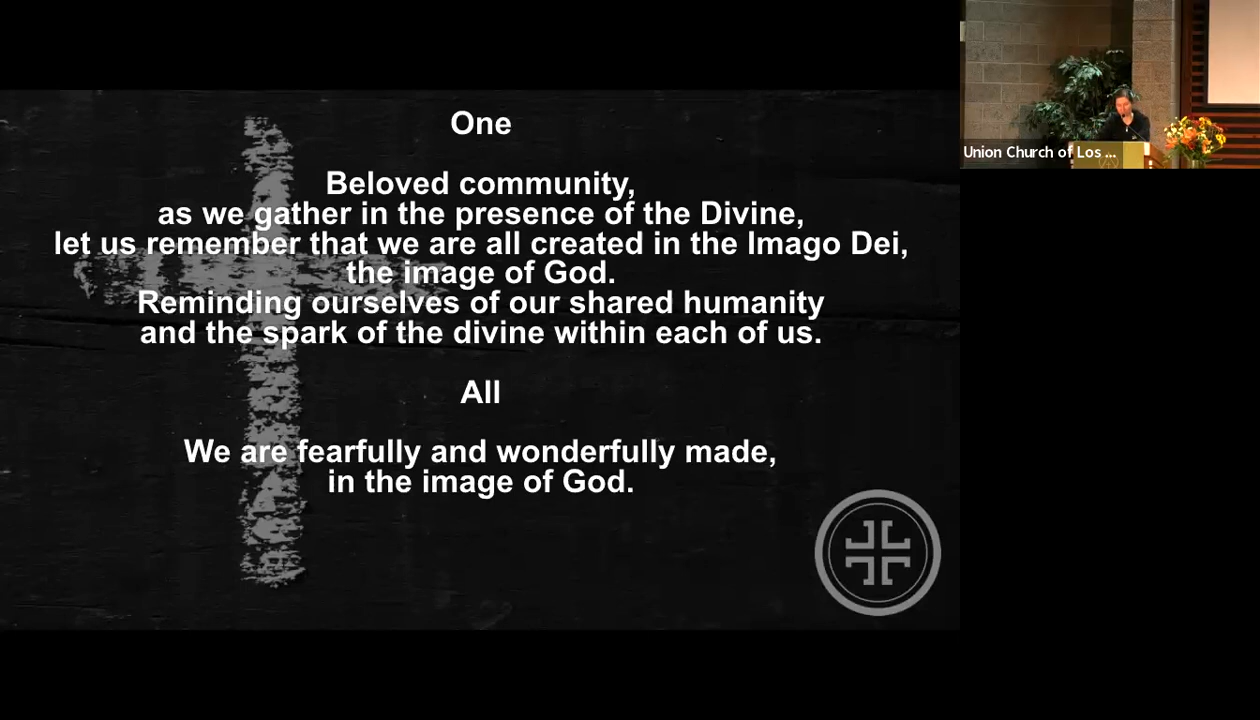 One
Beloved community,
as we gather in the presence of the Divine,
let us remember that we are all created in the Imago Dei,
the image of God.
Reminding ourselves of our shared humanity
and the spark of the divine within each of us.
All
We are fearfully and wonderfully made,
in the image of God.
Union Church of Los ...